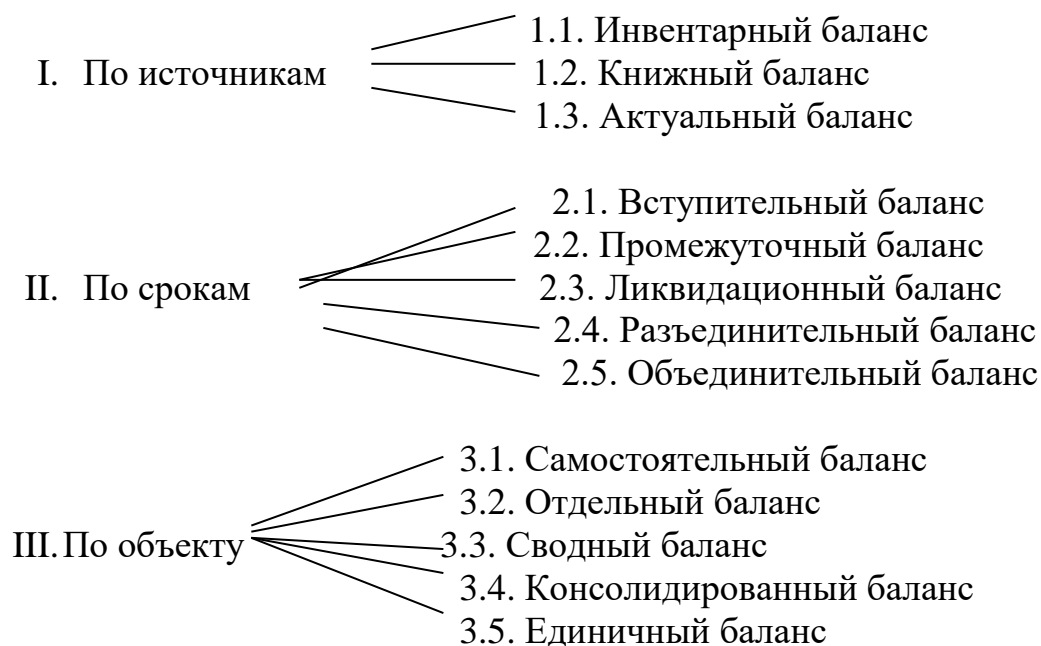 1.1. Инвентарный баланс
I. По источникам 1.2. Книжный баланс
1.3. Актуальный баланс
2.1. Вступительный баланс
2.2. Промежуточный баланс
II. По срокам 2.3. Ликвидационный баланс
2.4. Разъединительный баланс
2.5. Объединительный баланс
3.1. Самостоятельный баланс
3.2. Отдельный баланс
III. По объекту 3.3. Сводный баланс
3.4. Консолидированный баланс
3.5. Единичный баланс